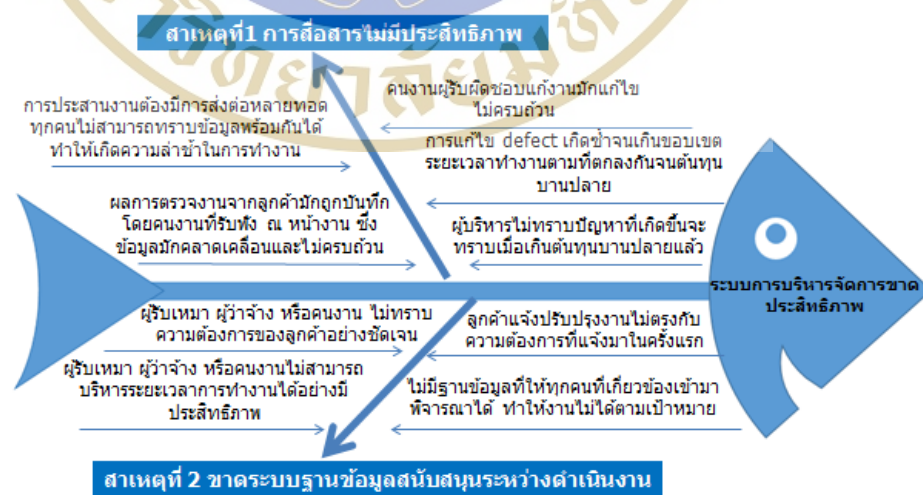 วิทยาลัยมหิ
สาเหตุที่1 การสื่อสารไม่มีประสิทธิภาพ
การประสานงานต้องมีการส่งต่อหลายทอด
ทุกคนไม่สามารถทราบข้อมูลพร้อมกันได้
ทำให้เกิดความล่าช้าในการทำงาน
คนงานผู้รับผิดชอบแก้งานมักแก้ไข
ไม่ครบถ้วน
การแก้ไข defect เกิดซ้ำจนเกินขอบเขต
ระยะเวลาทำงานตามที่ตกลงกันจนต้นทุน
บานปลาย
ผลการตรวจงานจากลูกค้ามักถูกบันทึก
โดยคนงานที่รับฟัง ณ หน้างาน ซึ่ง
ข้อมูลมักคลาดเคลื่อนและไม่ครบถ้วน
ผู้บริหารไม่ทราบปัญหาที่เกิดขึ้นจะ
ทราบเมื่อเกินต้นทุนบานปลายแล้ว
ระบบการบริหารจัดการขาด
ประสิทธิภาพ
ผู้รับเหมา ผู้ว่าจ้าง หรือคนงาน ไม่ทราบ
ความต้องการของลูกค้าอย่างชัดเจน
ลูกค้าแจ้งปรับปรุงงานไม่ตรงกับ
ความต้องการที่แจ้งมาในครั้งแรก
ผู้รับเหมา ผู้ว่าจ้าง หรือคนงานไม่สามารถ
บริหารระยะเวลาการทำงานได้อย่างมี
ประสิทธิภาพ
ไม่มีฐานข้อมูลที่ให้ทุกคนที่เกี่ยวข้องเข้ามา
พิจารณาได้ ทำให้งานไม่ได้ตามเป้าหมาย
สาเหตุที่ 2 ขาดระบบฐานข้อมูลสนับสนุนระหว่างดำเนินงาน